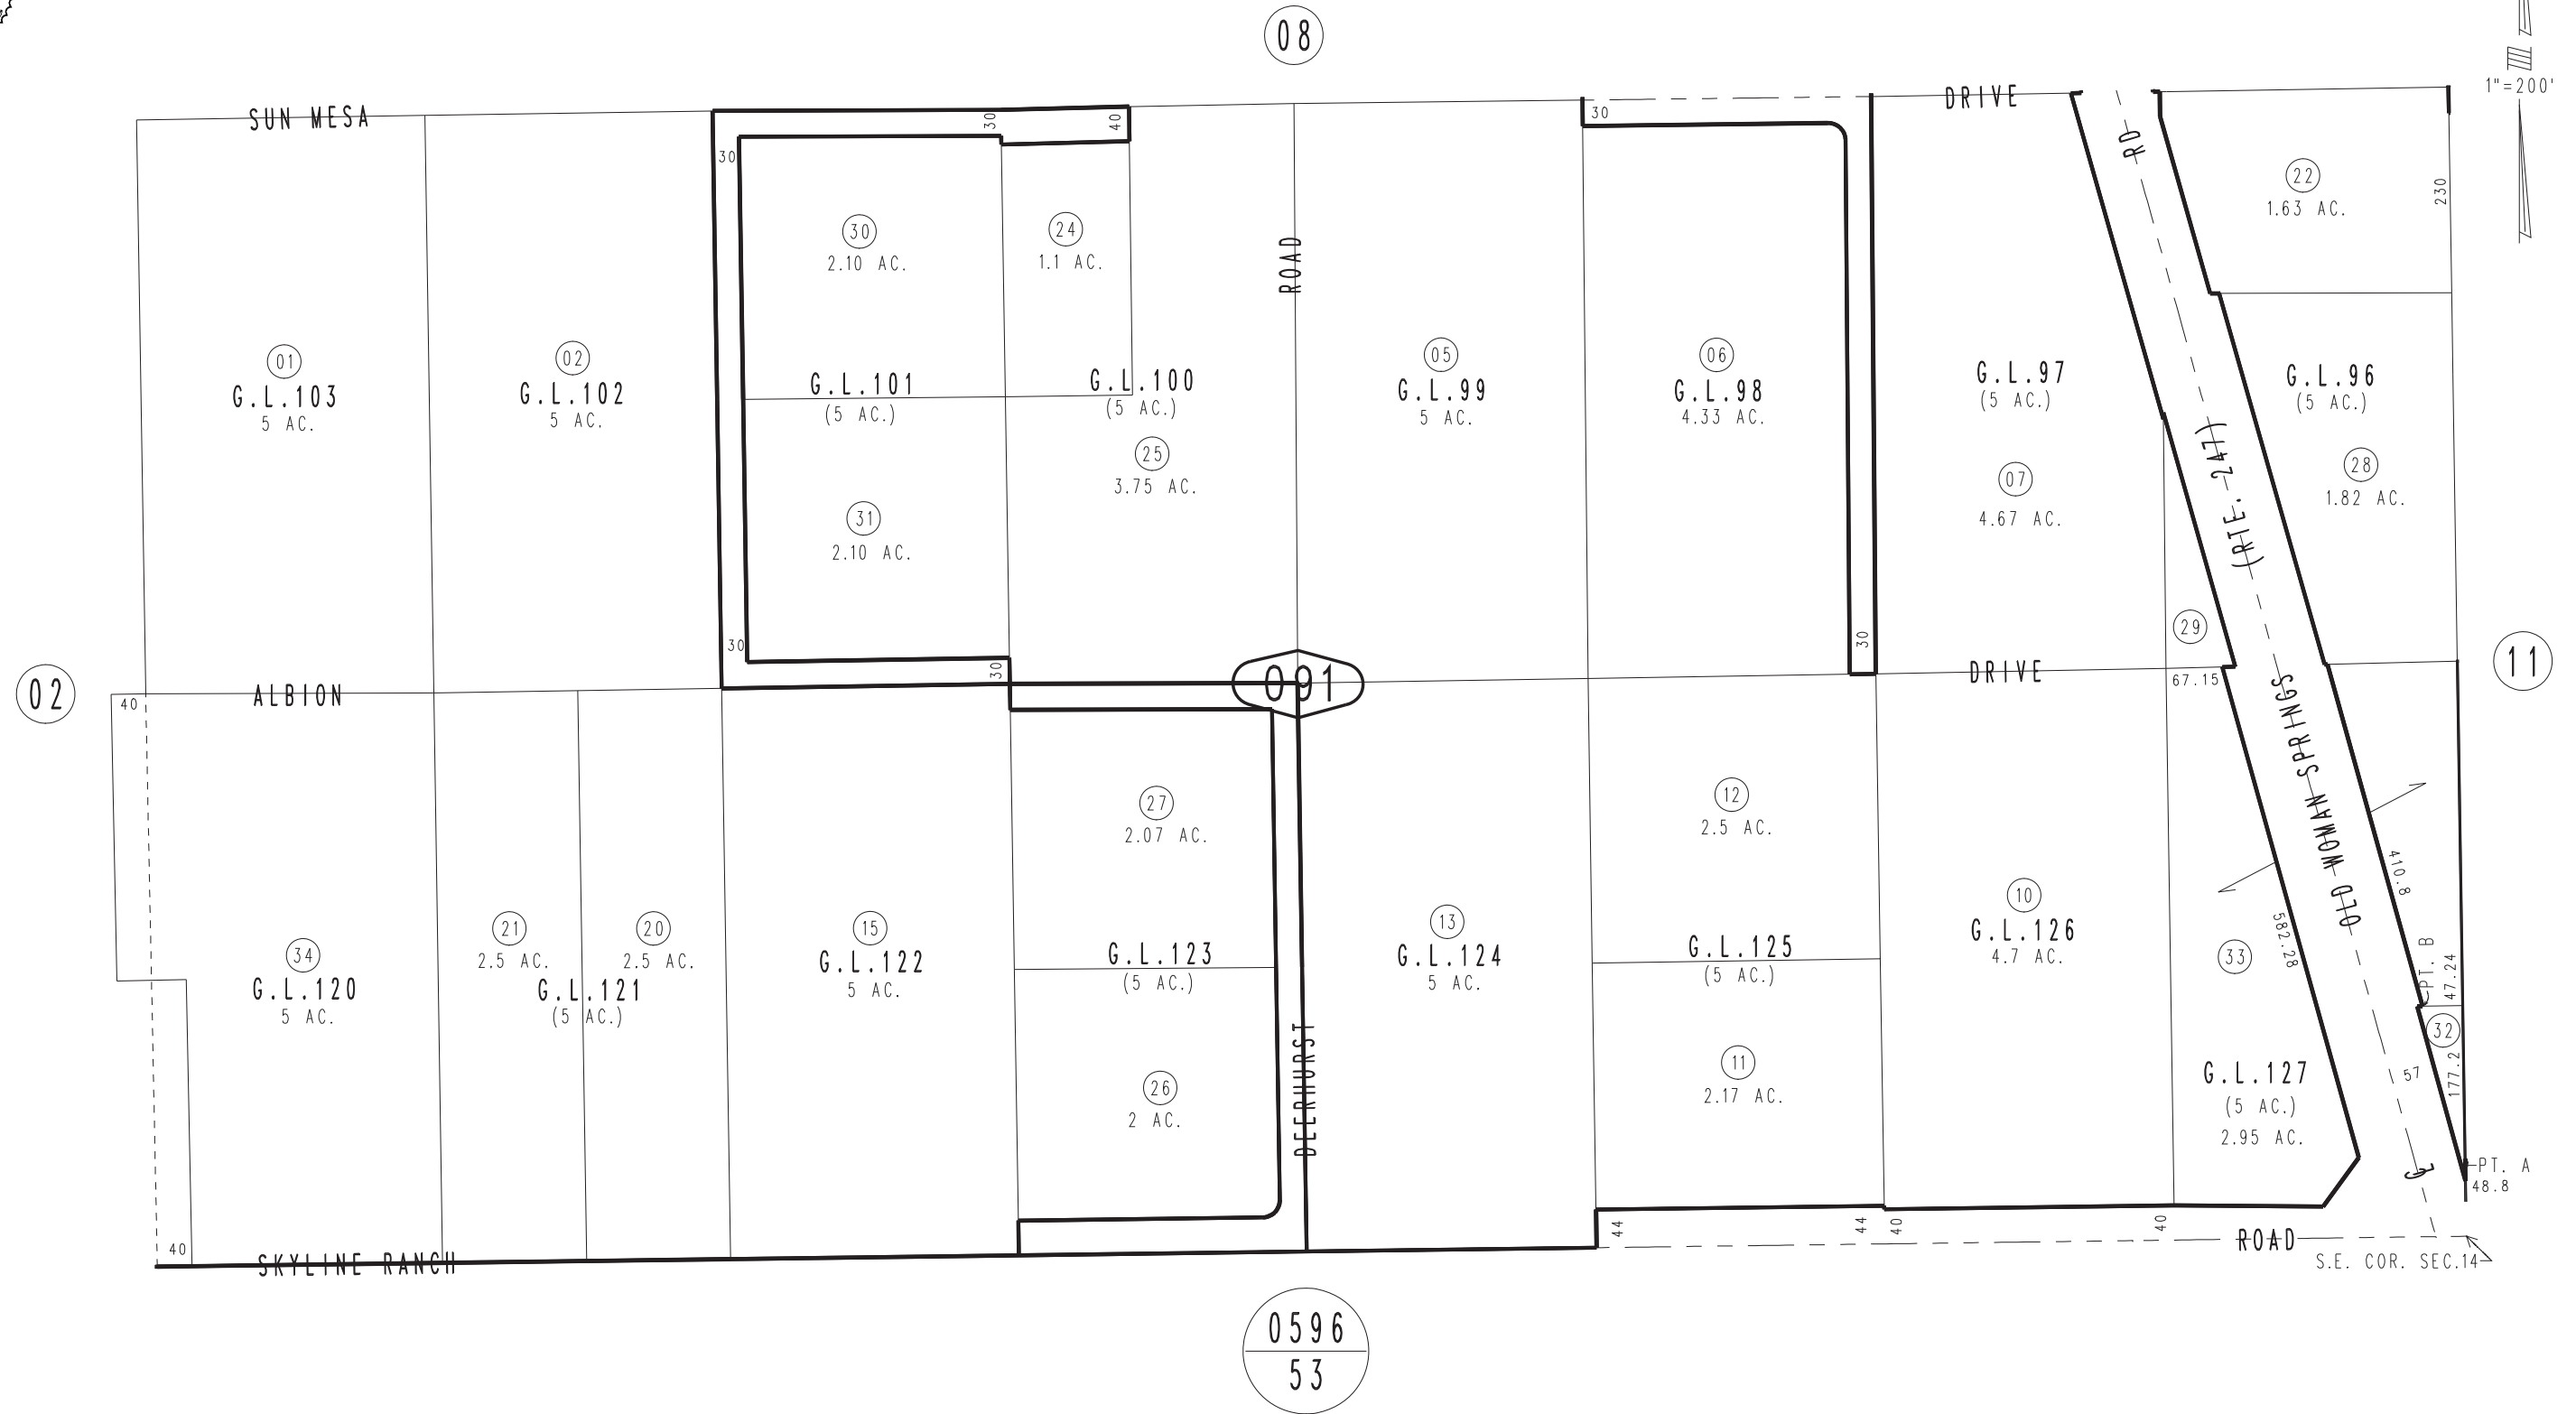 08
1"=200'
SUN MESA
DRIVE
30
40
30
30
RD
22
1.63 AC.
230
30
2.10 AC.
24
1.1 AC.
ROAD
01
G.L.103
5 AC.
02
G.L.102
5 AC.
G.L.101
(5 AC.)
G.L.100
(5 AC.)
05
G.L.99
5 AC.
06
G.L.98
4.33 AC.
G.L.97
(5 AC.)
G.L.96
(5 AC.)
25
3.75 AC.
07
4.67 AC.
28
1.82 AC.
31
2.10 AC.
(RTE. 247)
29
30
30
30
02
ALBION
091
DRIVE
67.15
11
40
OLD WOMAN SPRINGS
27
2.07 AC.
12
2.5 AC.
410.8
34
G.L.120
5 AC.
21
2.5 AC.
20
2.5 AC.
G.L.121
(5 AC.)
15
G.L.122
5 AC.
G.L.123
(5 AC.)
13
G.L.124
5 AC.
G.L.125
(5 AC.)
10
G.L.126
4.7 AC.
33
582.28
PT. B
47.24
32
177.2
57
26
2 AC.
DEERHURST
11
2.17 AC.
G.L.127
(5 AC.)
2.95 AC.
℄
PT. A
48.8
40
SKYLINE RANCH
44
44
40
40
ROAD
S.E. COR. SEC.14
0596
53